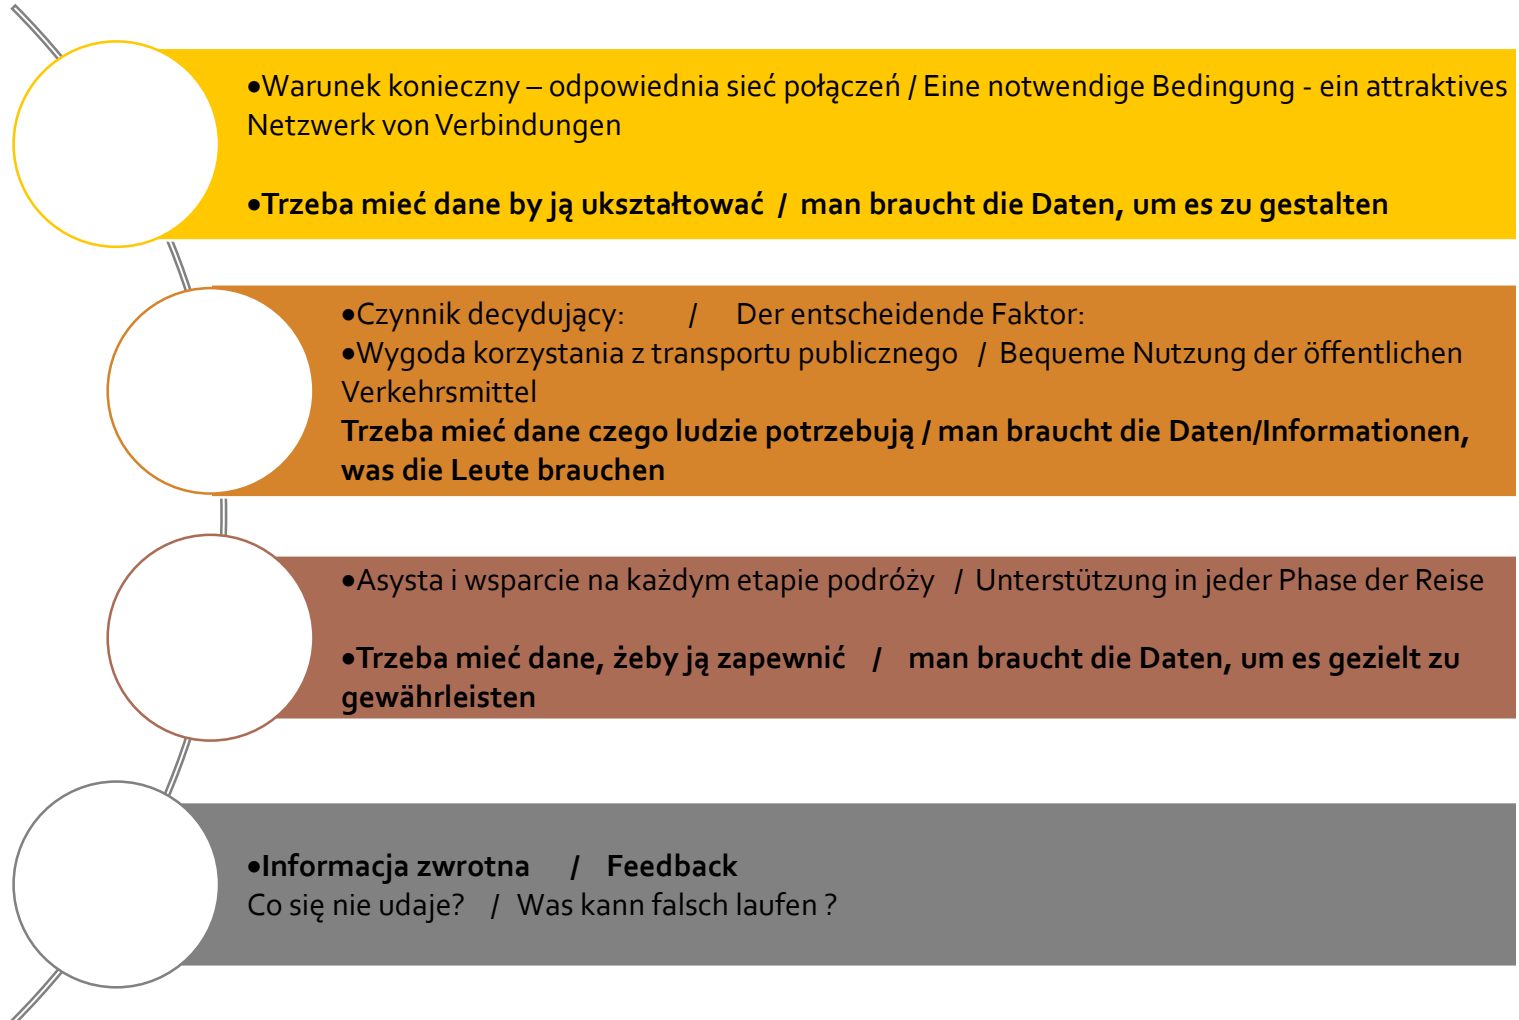 •Warunek konieczny – odpowiednia sieć połączeń / Eine notwendige Bedingung - ein attraktives
Netzwerk von Verbindungen
•Trzeba mieć dane by ją ukształtować / man braucht die Daten, um es zu gestalten
•Czynnik decydujący: / Der entscheidende Faktor:
•Wygoda korzystania z transportu publicznego / Bequeme Nutzung der öffentlichen
Verkehrsmittel
Trzeba mieć dane czego ludzie potrzebują / man braucht die Daten/Informationen,
was die Leute brauchen
•Asysta i wsparcie na każdym etapie podróży / Unterstützung in jeder Phase der Reise
•Trzeba mieć dane, żeby ją zapewnić / man braucht die Daten, um es gezielt zu
gewährleisten
•Informacja zwrotna / Feedback
Co się nie udaje? / Was kann falsch laufen ?